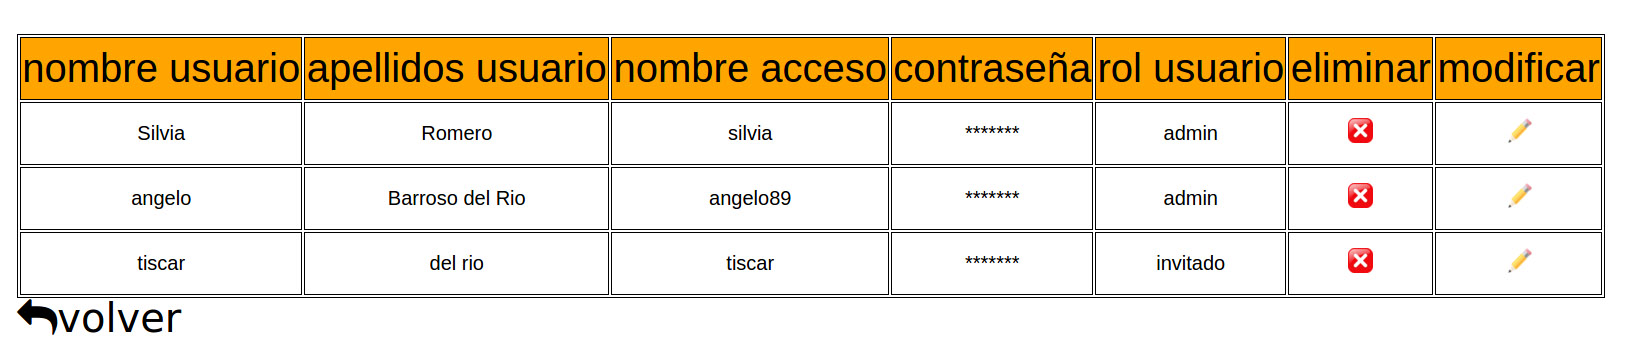 nombre usuario apellidos usuario nombre acceso contraseña rol usuario eliminar modificar
Silvia Romero silvia ******* admin
angelo Barroso del Rio angelo89 ******* admin
tiscar del rio tiscar ******* invitado
volver